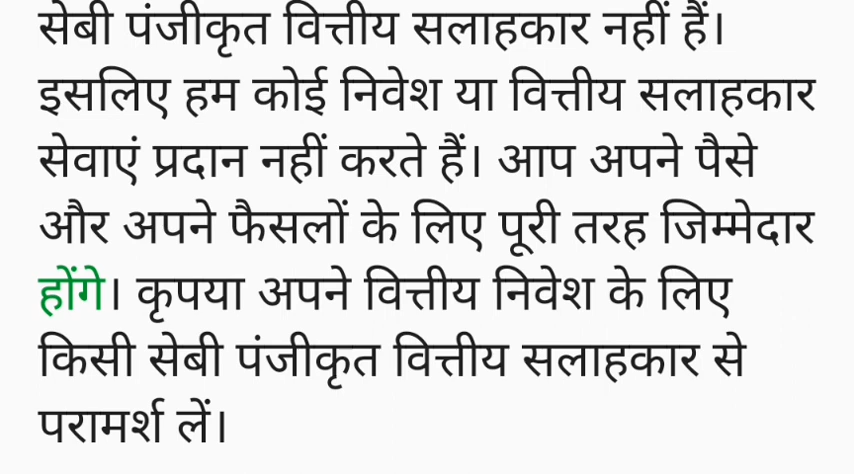 सेबी पंजीकृत वित्तीय सलाहकार नहीं हैं।
इसलिए हम कोई निवेश या वित्तीय सलाहकार
सेवाएं प्रदान नहीं करते हैं। आप अपने पैसे
और अपने फैसलों के लिए पूरी तरह जिम्मेदार
होंगे। कृपया अपने वित्तीय निवेश के लिए
किसी सेबी पंजीकृत वित्तीय सलाहकार से
परामर्श लें।